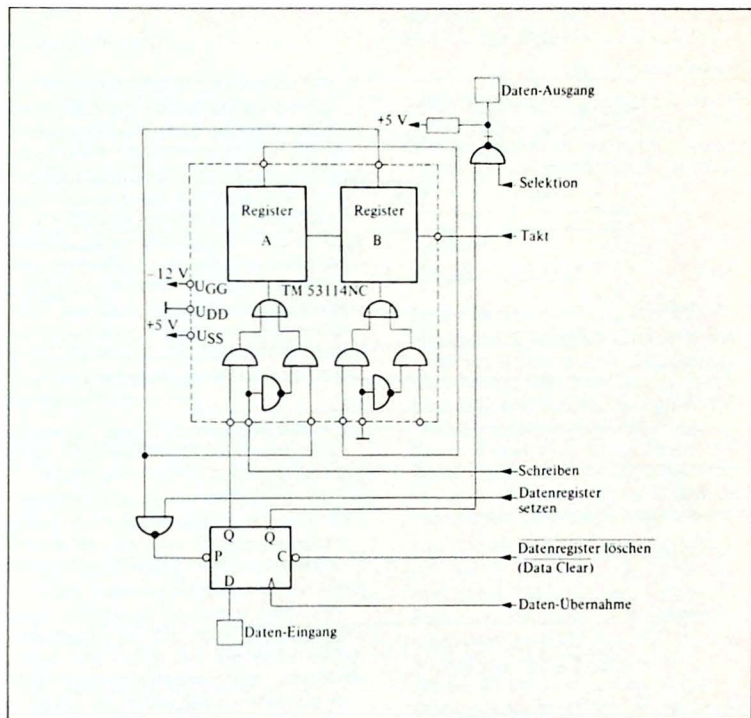 Daten-Ausgang
+5 V
Selektion
Register
A
Register
B
Takt
TM 53114NC
−12 V
UGG
UDD
+5 V
USS
Schreiben
Datenregister
setzen
Q
Q
P
C
D
Datenregister löschen
(Data Clear)
Daten-Übernahme
Daten-Eingang